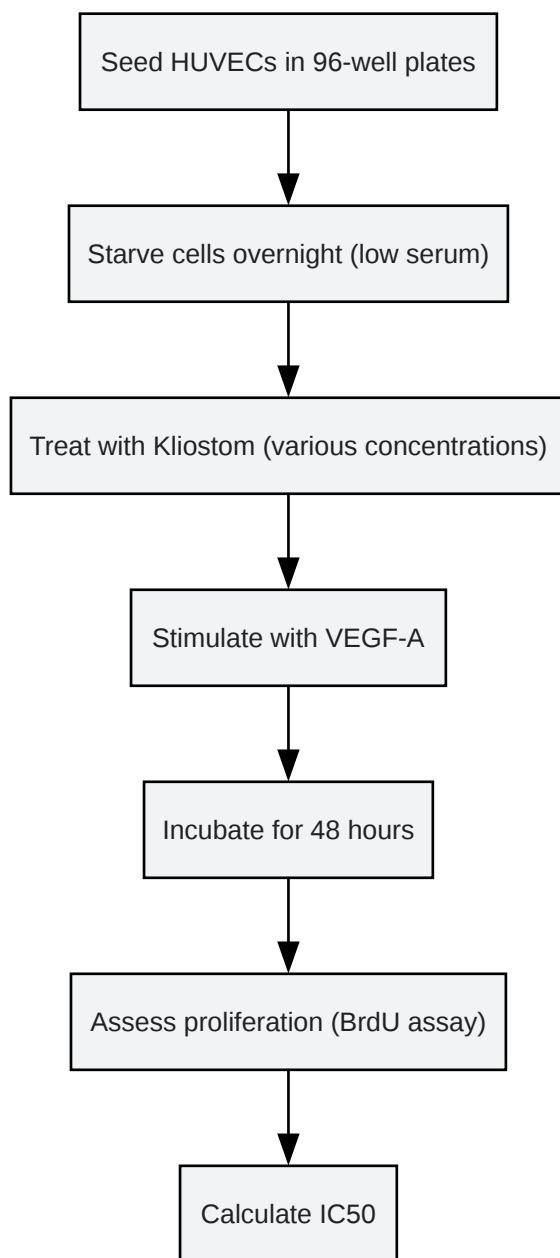 Seed HUVECs in 96-well plates
Starve cells overnight (low serum)
Treat with Kliostom (various concentrations)
Stimulate with VEGF-A
Incubate for 48 hours
Assess proliferation (BrdU assay)
Calculate IC50